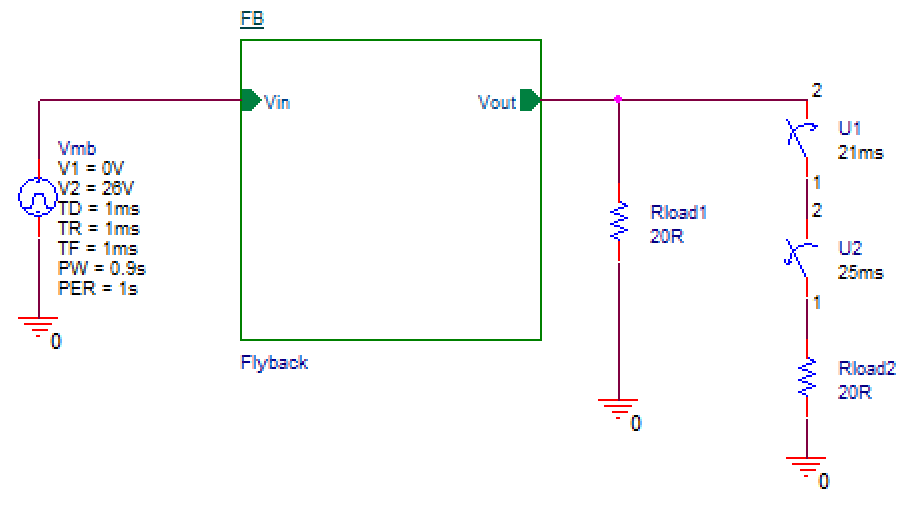 FB
Vin
Vout
Vmb
V1 = 0V
V2 = 26V
TD = 1ms
TR = 1ms
TF = 1ms
PW = 0.9s
PER = 1s
0
Flyback
Rload1
20R
0
2
U1
21ms
1
2
U2
25ms
1
Rload2
20R
0